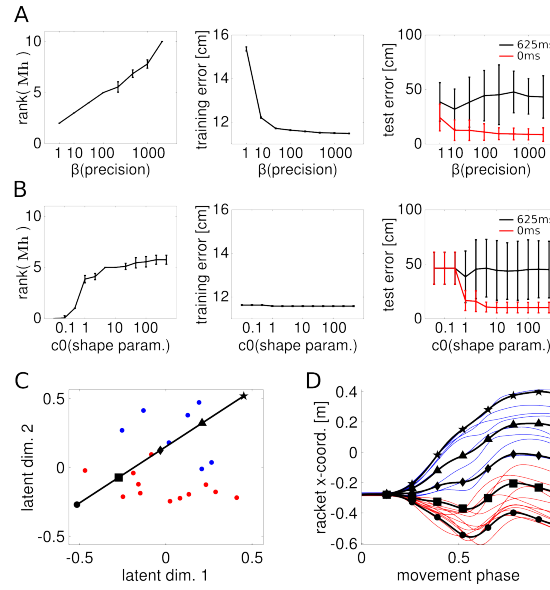 A
rank( Mh )
10
5
0
1 10 100 1000
β(precision)
training error [cm]
16
14
12
1 10 100 1000
β(precision)
test error [cm]
100
50
0
625ms
0ms
1 10 100 1000
β(precision)
B
rank( Mh )
10
5
0
0.1 1 10 100
c0(shape param.)
training error [cm]
16
14
12
0.1 1 10 100
c0(shape param.)
test error [cm]
100
50
0
625ms
0ms
0.1 1 10 100
c0(shape param.)
C
latent dim. 2
0.5
0
-0.5
-0.5 0 0.5
latent dim. 1
D
racket x-coord. [m]
0.4
0.2
0
-0.2
-0.4
-0.6
0 0.5
movement phase